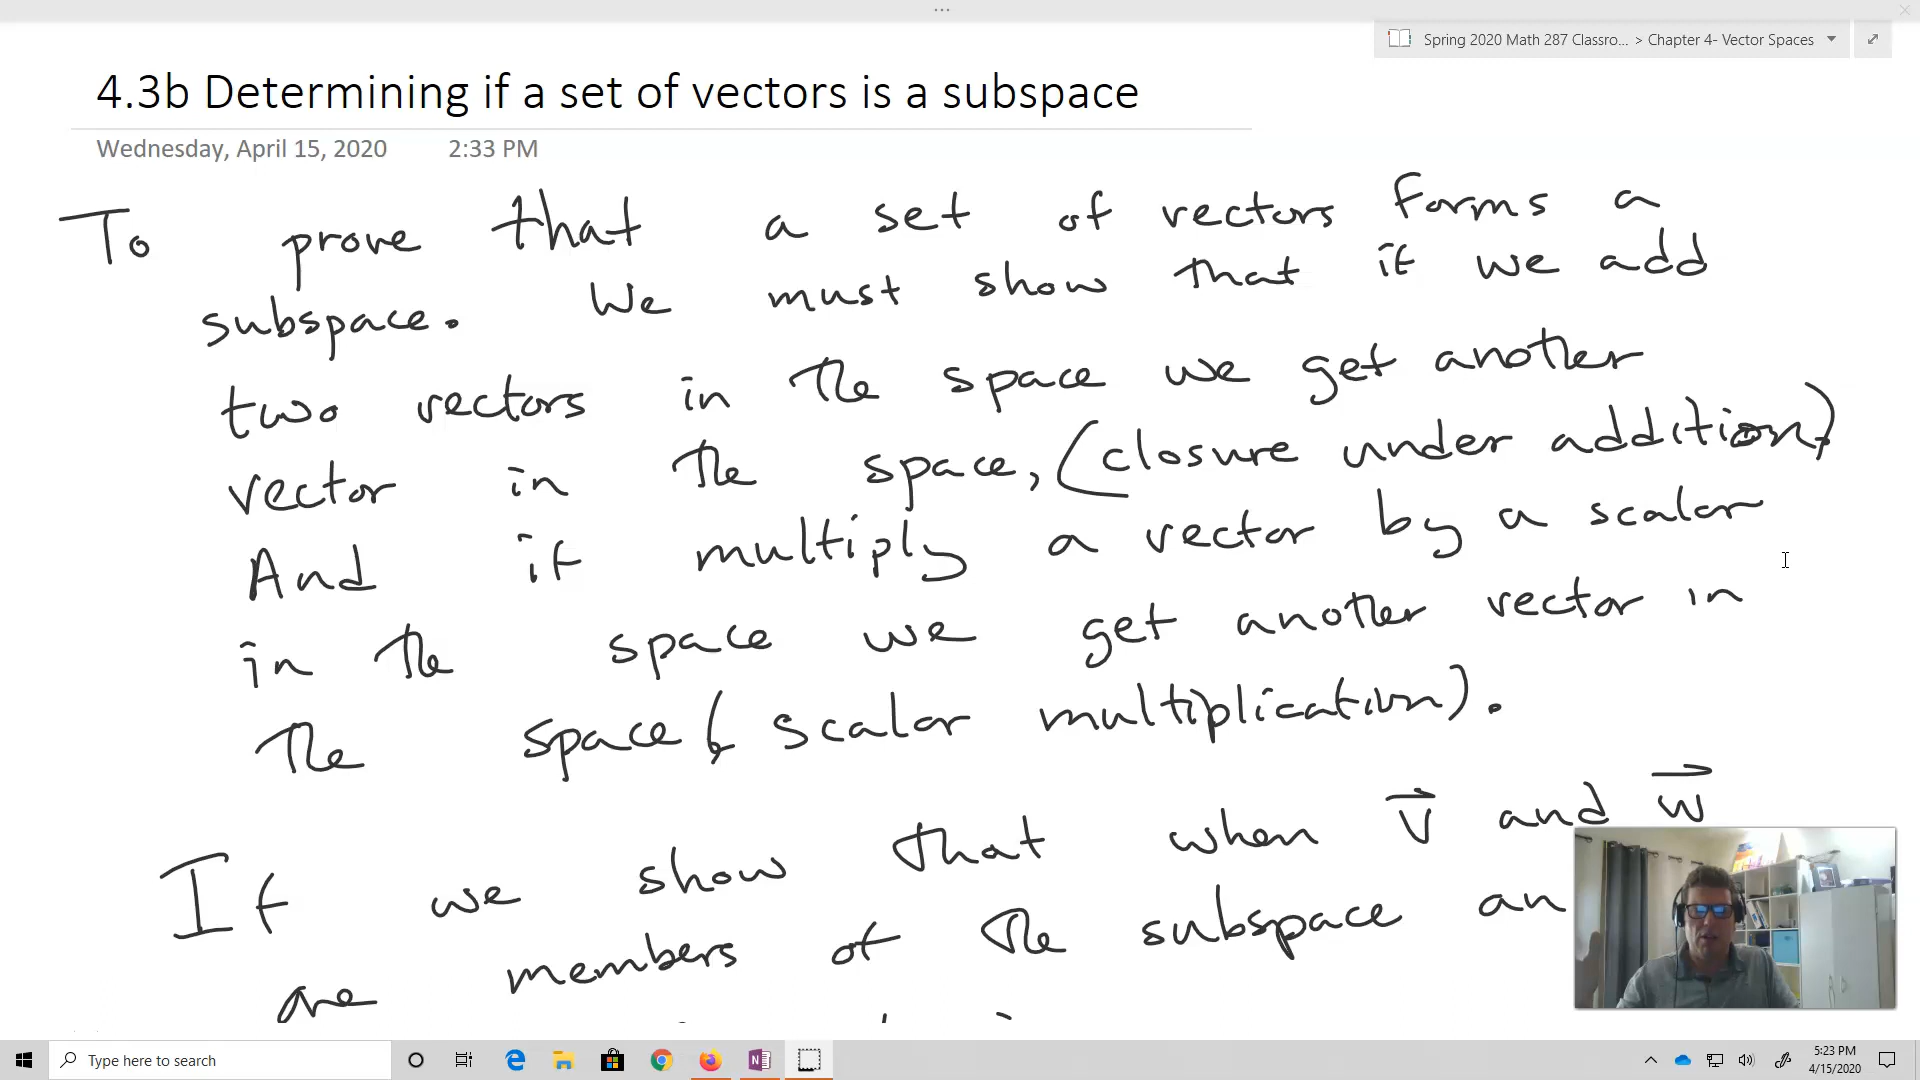 ...
Spring 2020 Math 287 Classro... > Chapter 4- Vector Spaces
4.3b Determining if a set of vectors is a subspace
Wednesday, April 15, 2020 2:33 PM
To prove that a set of vectors forms a
subspace. We must show that if we add
two vectors in the space we get another
vector in the space, (closure under addition).
And if multiply a vector by a scalar
in the space we get another vector in
the space (scalar multiplication).
If we show that when v⃗ and w⃗
are members of the subspace an
Type here to search
5:23 PM
4/15/2020